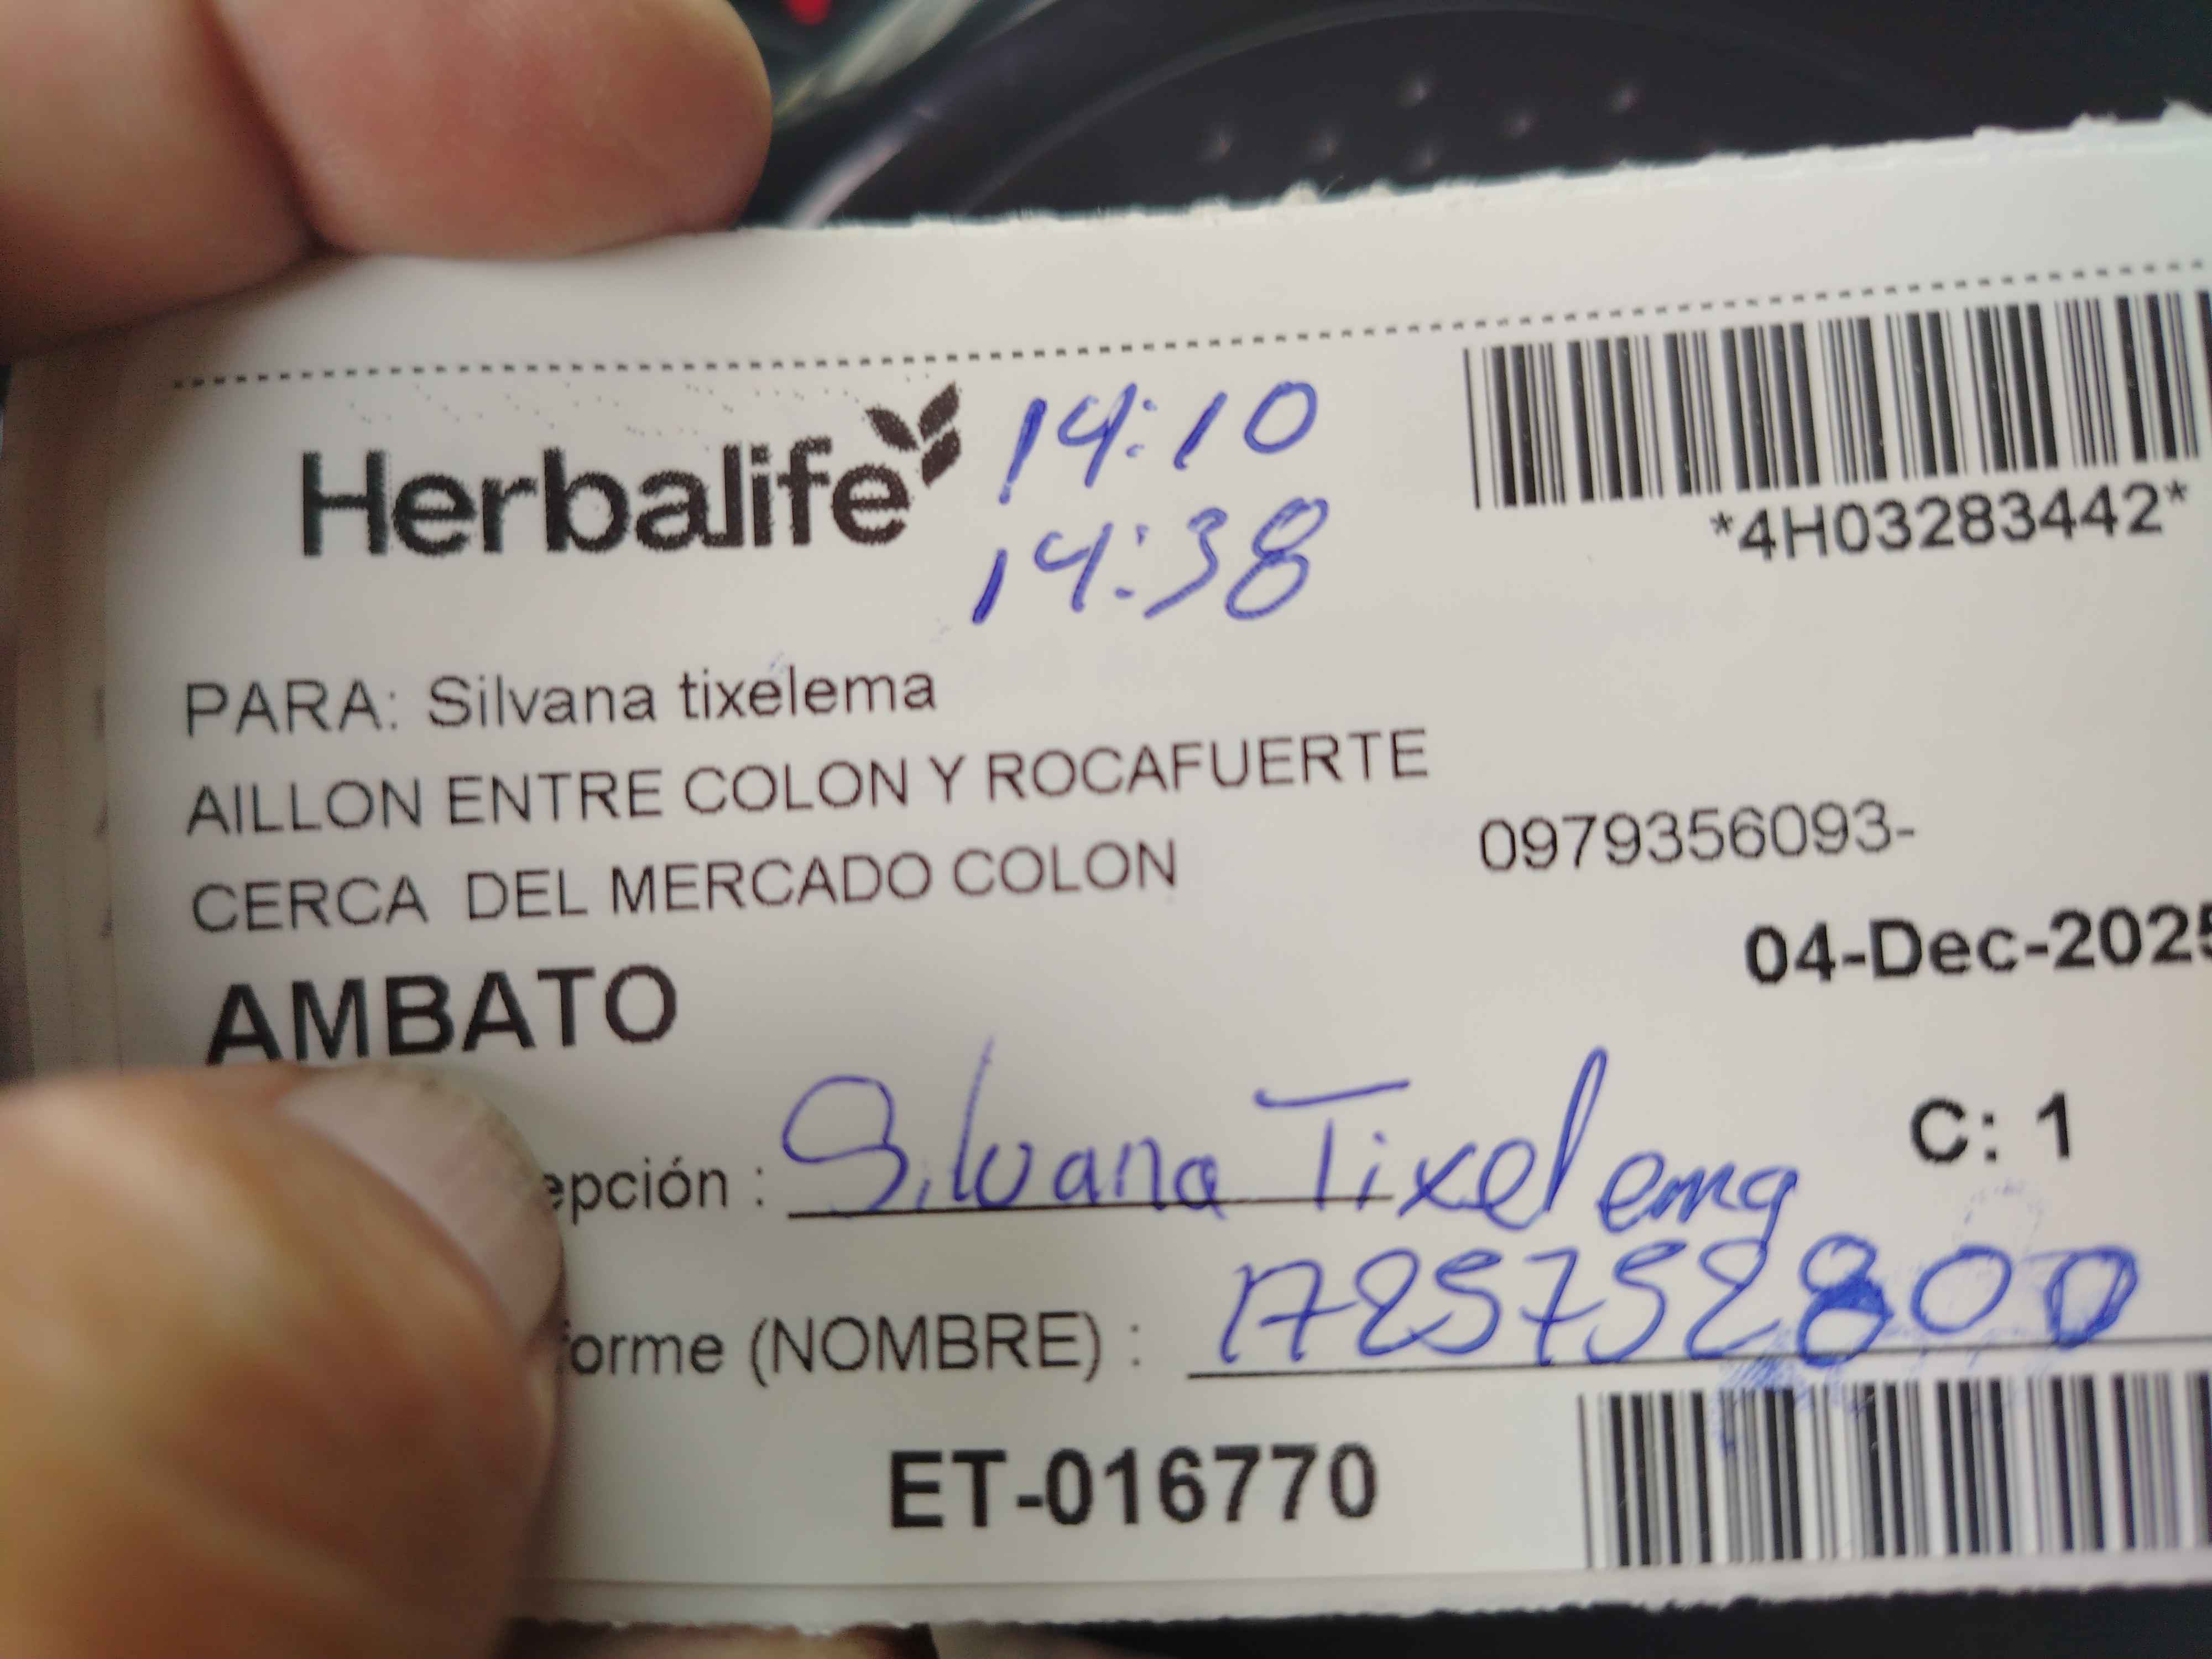 Herbalife 14:10
14:38
*4H03283442*
PARA: Silvana tixelema
AILLON ENTRE COLON Y ROCAFUERTE
CERCA DEL MERCADO COLON 0979356093-
AMBATO 04-Dec-2025
C: 1
epción : Silvana Tixelema
forme (NOMBRE) : 1725752800
ET-016770